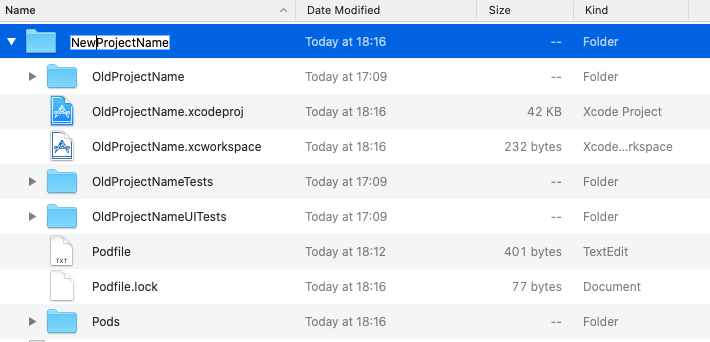 Name Date Modified Size Kind
NewProjectName Today at 18:16 -- Folder
OldProjectName Today at 17:09 -- Folder
OldProjectName.xcodeproj Today at 18:16 42 KB Xcode Project
OldProjectName.xcworkspace Today at 18:16 232 bytes Xcode...rkspace
OldProjectNameTests Today at 17:09 -- Folder
OldProjectNameUITests Today at 17:09 -- Folder
TXT Podfile Today at 18:12 401 bytes TextEdit
Podfile.lock Today at 18:16 77 bytes Document
Pods Today at 18:16 -- Folder